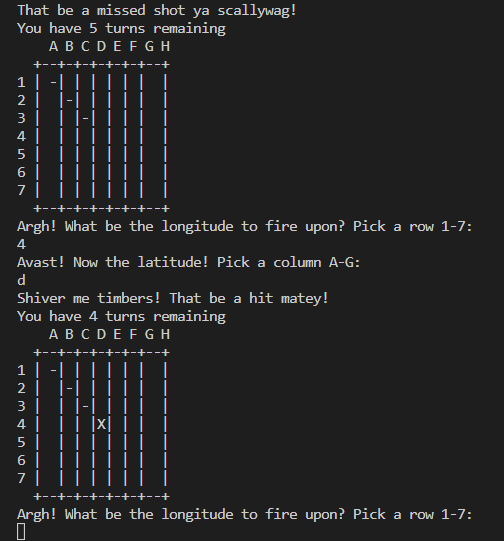 That be a missed shot ya scallywag!
You have 5 turns remaining
    A B C D E F G H
  +--+-+-+-+-+-+--+
1 | -| | | | | |  |
2 |  |-| | | | |  |
3 |  | |-| | | |  |
4 |  | | | | | |  |
5 |  | | | | | |  |
6 |  | | | | | |  |
7 |  | | | | | |  |
  +--+-+-+-+-+-+--+
Argh! What be the longitude to fire upon? Pick a row 1-7:
4
Avast! Now the latitude! Pick a column A-G:
d
Shiver me timbers! That be a hit matey!
You have 4 turns remaining
    A B C D E F G H
  +--+-+-+-+-+-+--+
1 | -| | | | | |  |
2 |  |-| | | | |  |
3 |  | |-| | | |  |
4 |  | | |X| | |  |
5 |  | | | | | |  |
6 |  | | | | | |  |
7 |  | | | | | |  |
  +--+-+-+-+-+-+--+
Argh! What be the longitude to fire upon? Pick a row 1-7: